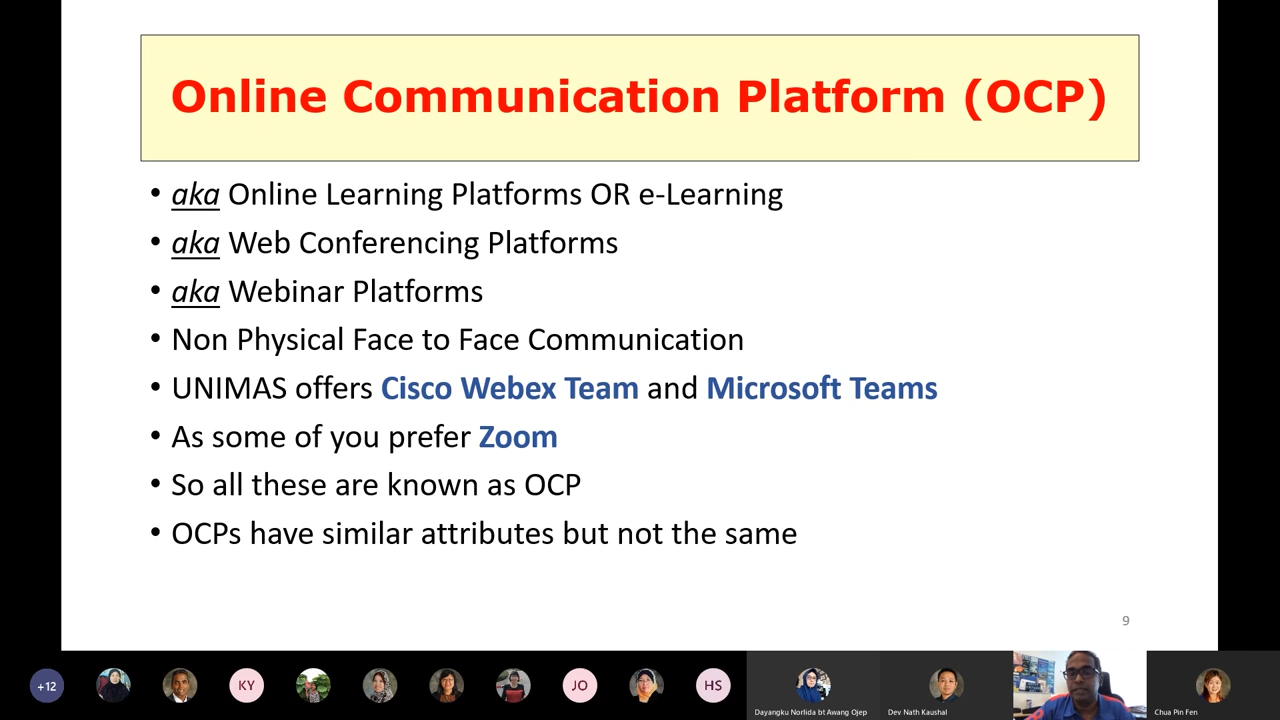 Online Communication Platform (OCP)
• aka Online Learning Platforms OR e-Learning
• aka Web Conferencing Platforms
• aka Webinar Platforms
• Non Physical Face to Face Communication
• UNIMAS offers Cisco Webex Team and Microsoft Teams
• As some of you prefer Zoom
• So all these are known as OCP
• OCPs have similar attributes but not the same
9
+12
KY
JO
HS
Dayangku Norlida bt Awang Ojep
Dev Nath Kaushal
Chua Pin Fen